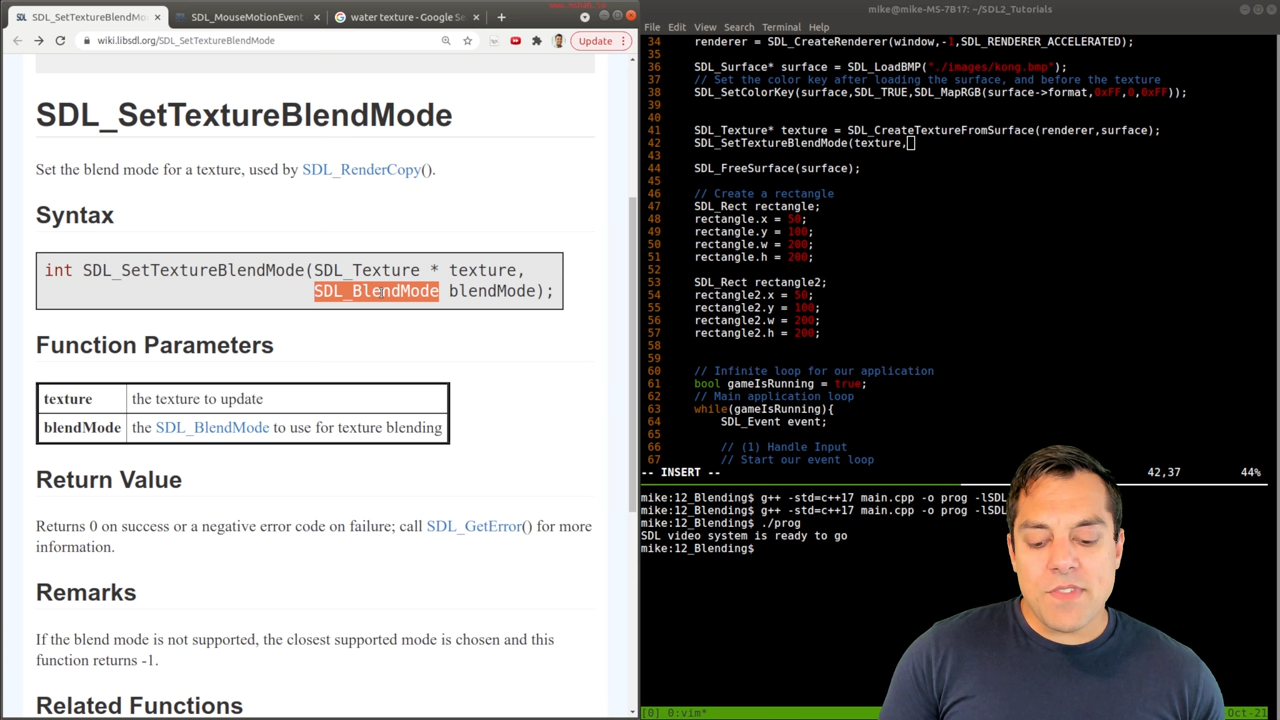 SDL_SetTextureBlendMo
SDL_MouseMotionEvent
water texture - Google Se
mike@mike-MS-7B17: ~/SDL2_Tutorials
wiki.libsdl.org/SDL_SetTextureBlendMode
Update
SDL_SetTextureBlendMode
Set the blend mode for a texture, used by SDL_RenderCopy().
Syntax
int SDL_SetTextureBlendMode(SDL_Texture * texture,
SDL_BlendMode blendMode);
Function Parameters
texture the texture to update
blendMode the SDL_BlendMode to use for texture blending
Return Value
Returns 0 on success or a negative error code on failure; call SDL_GetError() for more
information.
Remarks
If the blend mode is not supported, the closest supported mode is chosen and this
function returns -1.
Related Functions
File Edit View Search Terminal Help
34 renderer = SDL_CreateRenderer(window,-1,SDL_RENDERER_ACCELERATED);
35
36 SDL_Surface* surface = SDL_LoadBMP("./images/kong.bmp");
37 // Set the color key after loading the surface, and before the texture
38 SDL_SetColorKey(surface,SDL_TRUE,SDL_MapRGB(surface->format,0xFF,0,0xFF));
39
40
41 SDL_Texture* texture = SDL_CreateTextureFromSurface(renderer,surface);
42 SDL_SetTextureBlendMode(texture,
43
44 SDL_FreeSurface(surface);
45
46 // Create a rectangle
47 SDL_Rect rectangle;
48 rectangle.x = 50;
49 rectangle.y = 100;
50 rectangle.w = 200;
51 rectangle.h = 200;
52
53 SDL_Rect rectangle2;
54 rectangle2.x = 50;
55 rectangle2.y = 100;
56 rectangle2.w = 200;
57 rectangle2.h = 200;
58
59
60 // Infinite loop for our application
61 bool gameIsRunning = true;
62 // Main application loop
63 while(gameIsRunning){
64 SDL_Event event;
65
66 // (1) Handle Input
67 // Start our event loop
-- INSERT -- 42,37 44%
mike:12_Blending$ g++ -std=c++17 main.cpp -o prog -lSDL
mike:12_Blending$ g++ -std=c++17 main.cpp -o prog -lSDL
mike:12_Blending$ ./prog
SDL video system is ready to go
mike:12_Blending$
[0] 0:vim* Oct-21